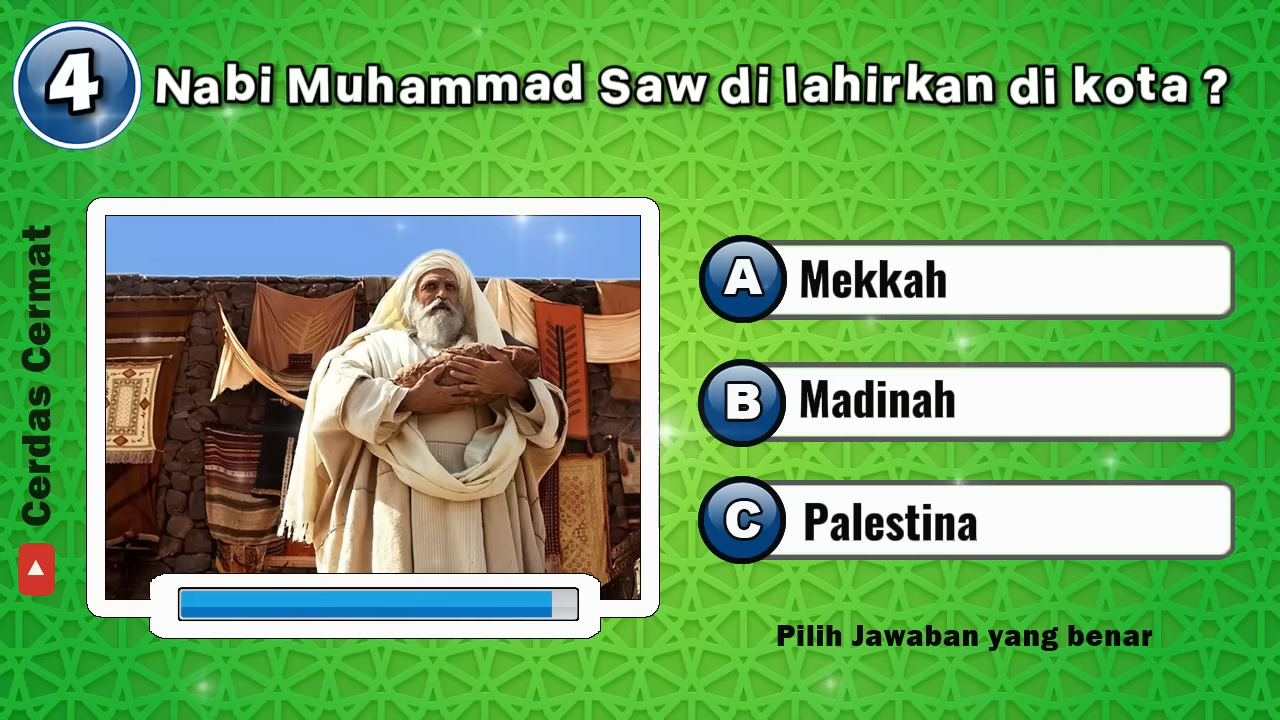 4
Nabi Muhammad Saw di lahirkan di kota ?
Cerdas Cermat
A Mekkah
B Madinah
C Palestina
Pilih Jawaban yang benar